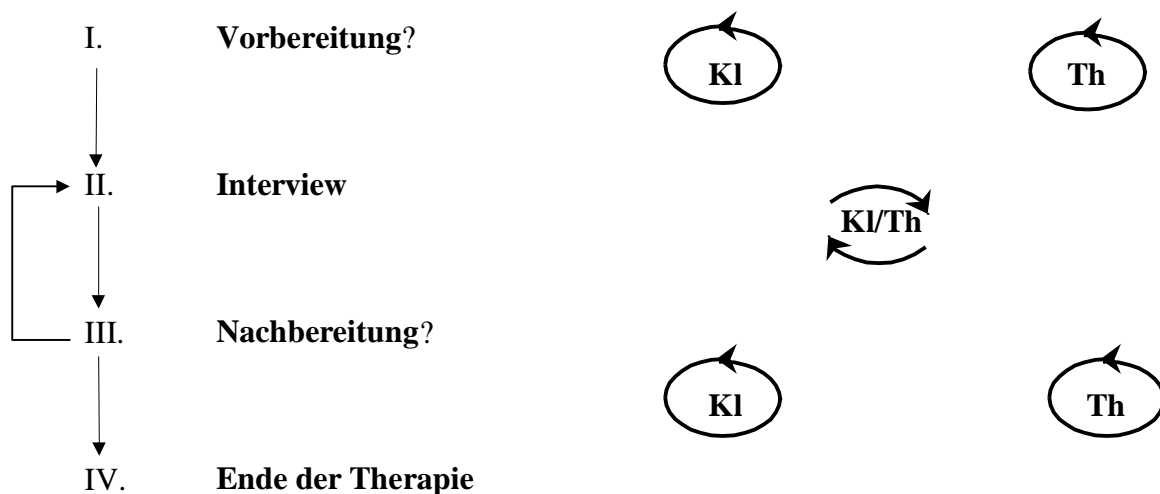 I. Vorbereitung? Kl Th
II. Interview Kl/Th
III. Nachbereitung? Kl Th
IV. Ende der Therapie